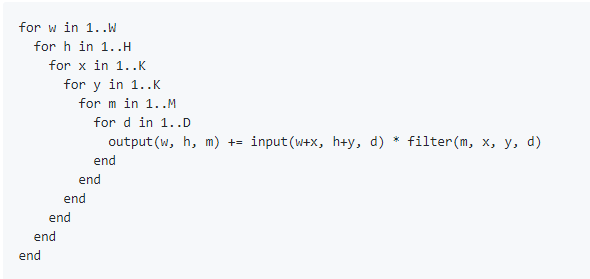 for w in 1..W
  for h in 1..H
    for x in 1..K
      for y in 1..K
        for m in 1..M
          for d in 1..D
            output(w, h, m) += input(w+x, h+y, d) * filter(m, x, y, d)
          end
        end
      end
    end
  end
end